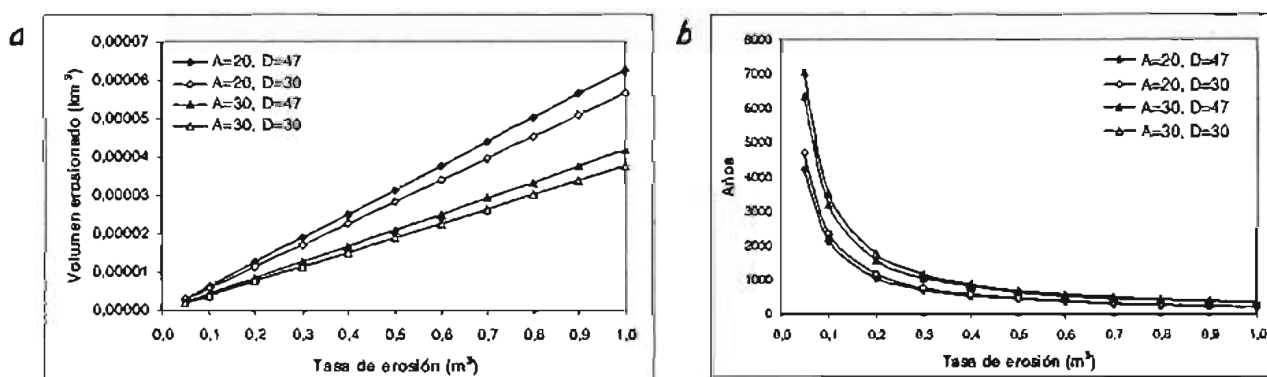 a
0,00007
0,00006
0,00005
0,00004
0,00003
0,00002
0,00001
0,00000
Volumen erosionado (km³)
A=20, D=47
A=20, D=30
A=30, D=47
A=30, D=30
0,0 0,1 0,2 0,3 0,4 0,5 0,6 0,7 0,8 0,9 1,0
Tasa de erosión (m³)
b
8000
7000
6000
5000
4000
3000
2000
1000
0
Años
A=20, D=47
A=20, D=30
A=30, D=47
A=30, D=30
0,0 0,1 0,2 0,3 0,4 0,5 0,6 0,7 0,8 0,9 1,0
Tasa de erosión (m³)